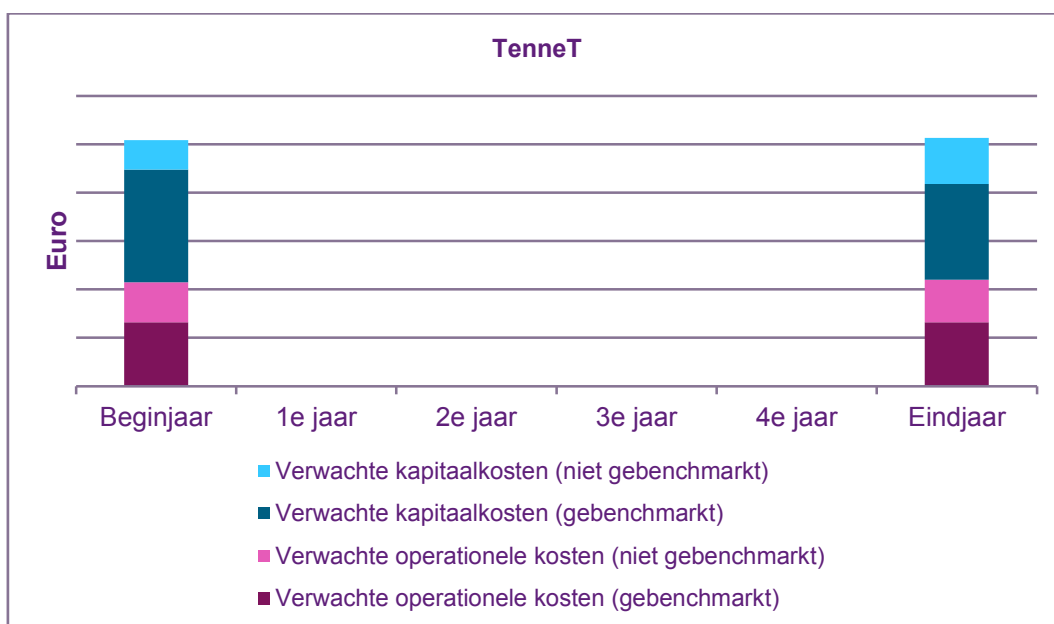 TenneT
Euro
Beginjaar 1e jaar 2e jaar 3e jaar 4e jaar Eindjaar
Verwachte kapitaalkosten (niet gebenchmarkt)
Verwachte kapitaalkosten (gebenchmarkt)
Verwachte operationele kosten (niet gebenchmarkt)
Verwachte operationele kosten (gebenchmarkt)